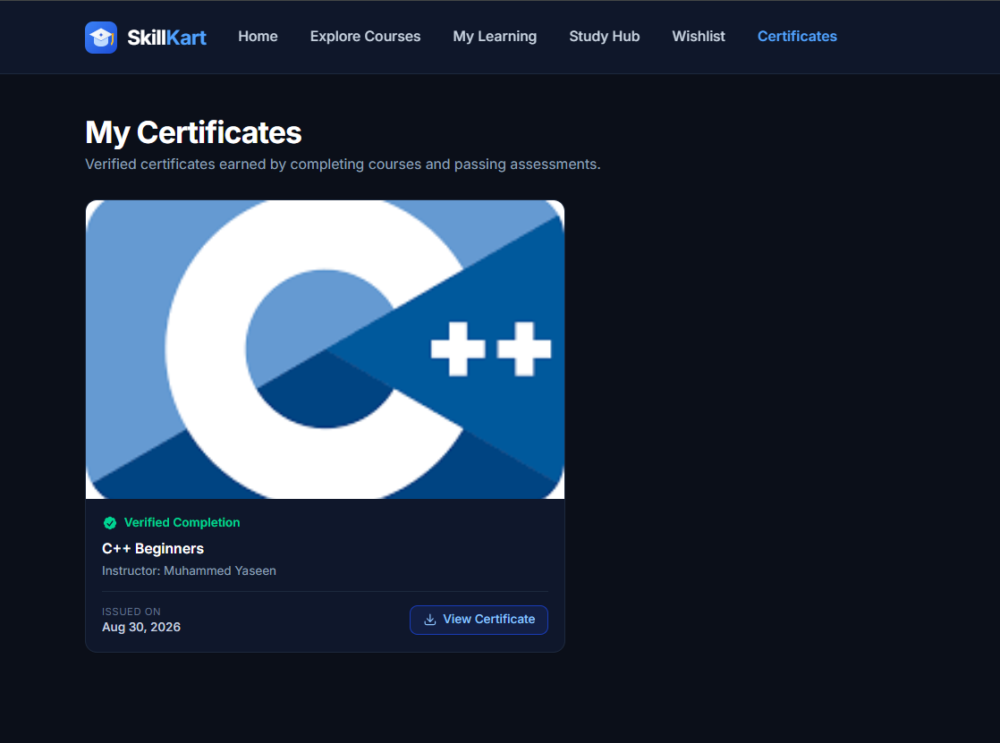 SkillKart Home Explore Courses My Learning Study Hub Wishlist Certificates
My Certificates
Verified certificates earned by completing courses and passing assessments.
C++
Verified Completion
C++ Beginners
Instructor: Muhammed Yaseen
ISSUED ON
Aug 30, 2026
View Certificate